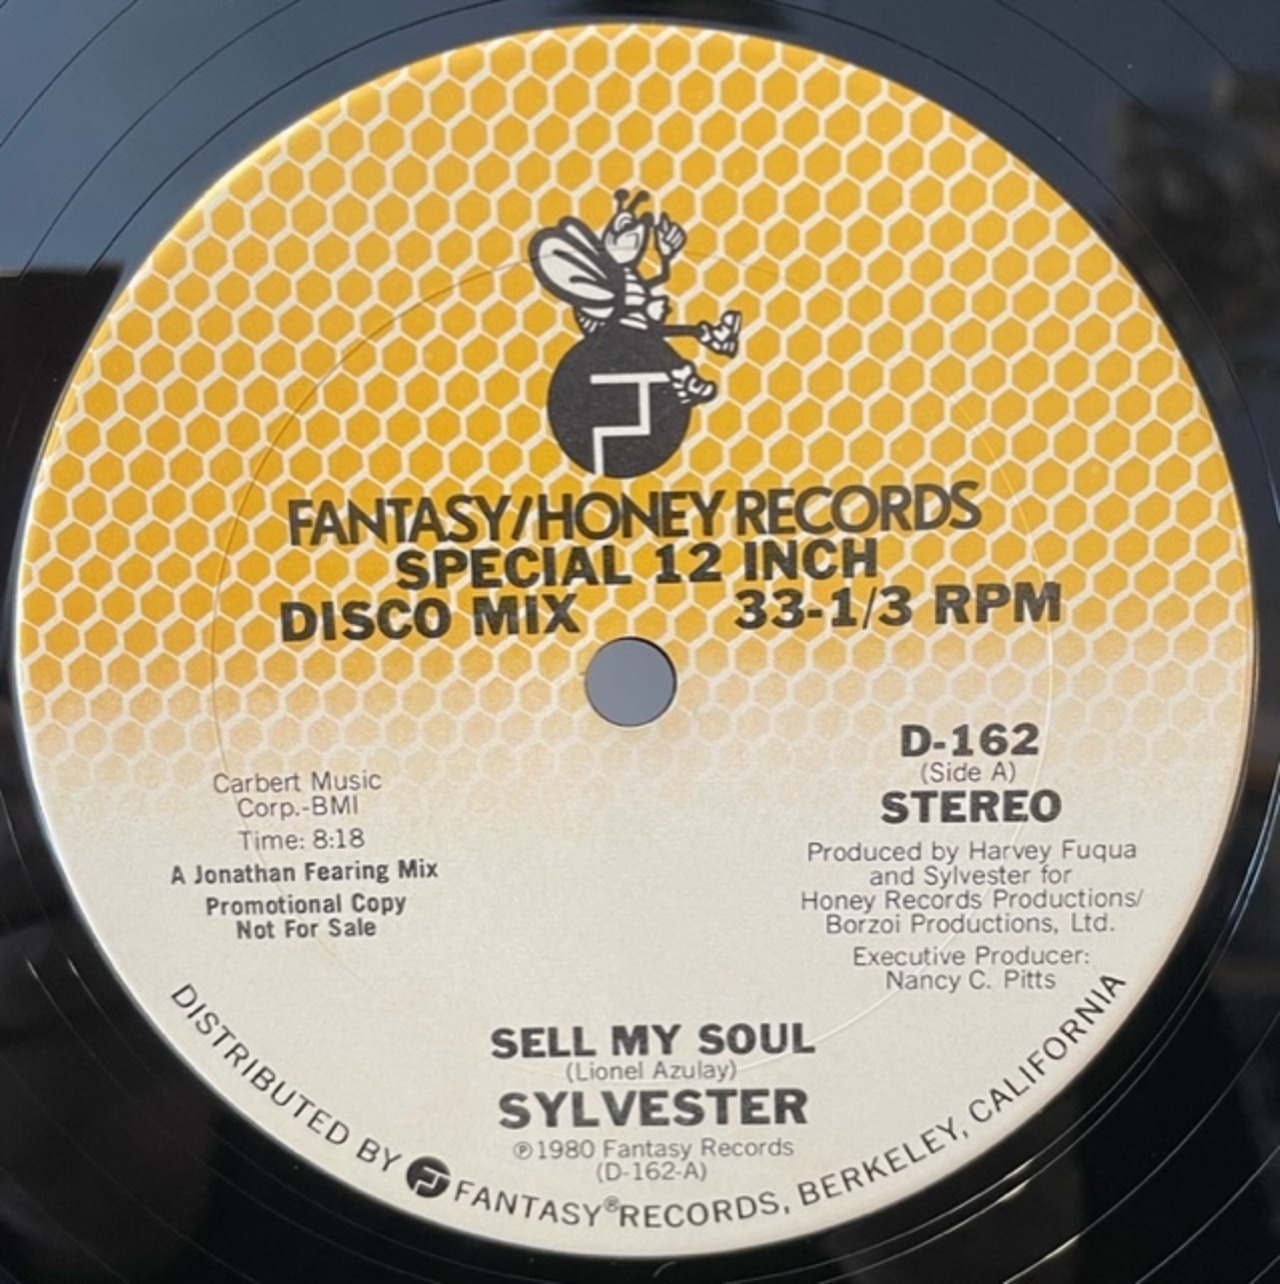 FANTASY/HONEY RECORDS
SPECIAL 12 INCH
DISCO MIX 33-1/3 RPM
D-162
(Side A)
STEREO
Produced by Harvey Fuqua
and Sylvester for
Honey Records Productions/
Borzoi Productions, Ltd.
Executive Producer:
Nancy C. Pitts
Carbert Music
Corp.-BMI
Time: 8:18
A Jonathan Fearing Mix
Promotional Copy
Not For Sale
SELL MY SOUL
(Lionel Azulay)
SYLVESTER
℗1980 Fantasy Records
(D-162-A)
DISTRIBUTED BY FANTASY® RECORDS, BERKELEY, CALIFORNIA